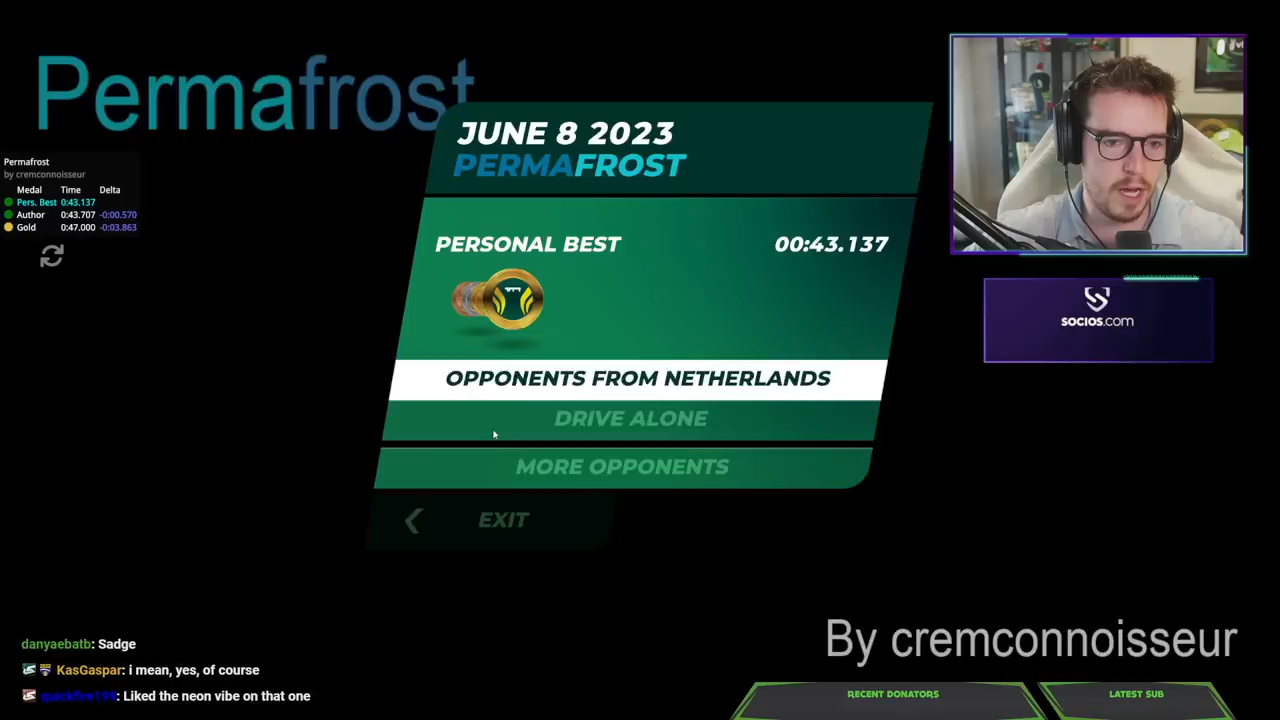 Permafrost
JUNE 8 2023
PERMAFROST
Permafrost
by cremconnoisseur
Medal Time Delta
Pers. Best 0:43.137
Author 0:43.707 -0:00.570
Gold 0:47.000 -0:03.863
PERSONAL BEST 00:43.137
OPPONENTS FROM NETHERLANDS
DRIVE ALONE
MORE OPPONENTS
EXIT
SOCIOS.com
danyaebatb: Sadge
KasGaspar: i mean, yes, of course
quickfire199: Liked the neon vibe on that one
By cremconnoisseur
RECENT DONATORS
LATEST SUB